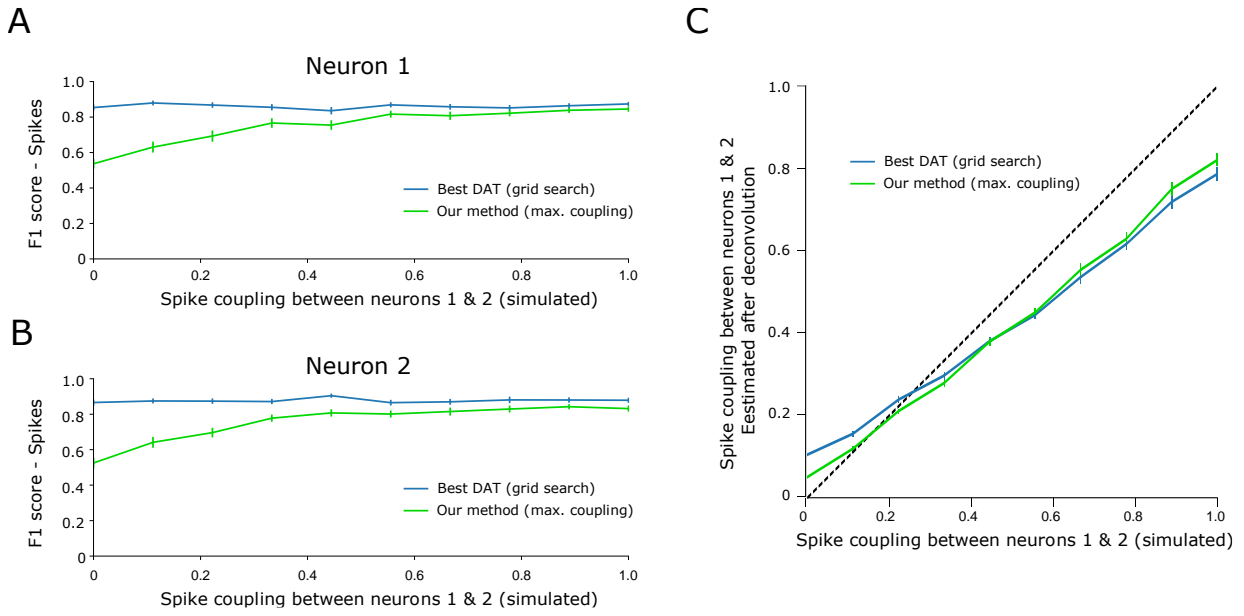 A
Neuron 1
F1 score - Spikes
1.0
0.8
0.6
0.4
0.2
0
Best DAT (grid search)
Our method (max. coupling)
0 0.2 0.4 0.6 0.8 1.0
Spike coupling between neurons 1 & 2 (simulated)
B
Neuron 2
F1 score - Spikes
1.0
0.8
0.6
0.4
0.2
0
Best DAT (grid search)
Our method (max. coupling)
0 0.2 0.4 0.6 0.8 1.0
Spike coupling between neurons 1 & 2 (simulated)
C
Spike coupling between neurons 1 & 2
Eestimated after deconvolution
1.0
0.8
0.6
0.4
0.2
0
Best DAT (grid search)
Our method (max. coupling)
0 0.2 0.4 0.6 0.8 1.0
Spike coupling between neurons 1 & 2 (simulated)